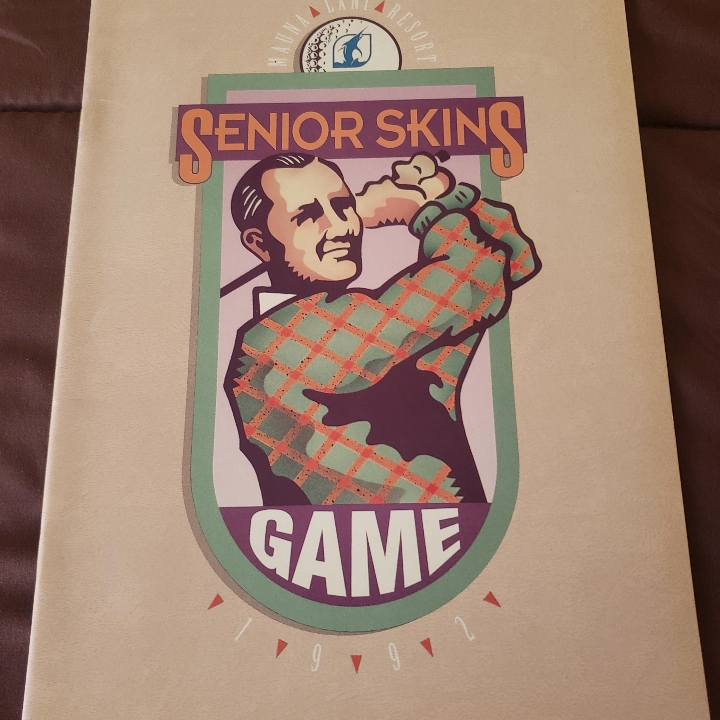 MAUNA LANI RESORT
SENIOR SKINS
GAME
1992